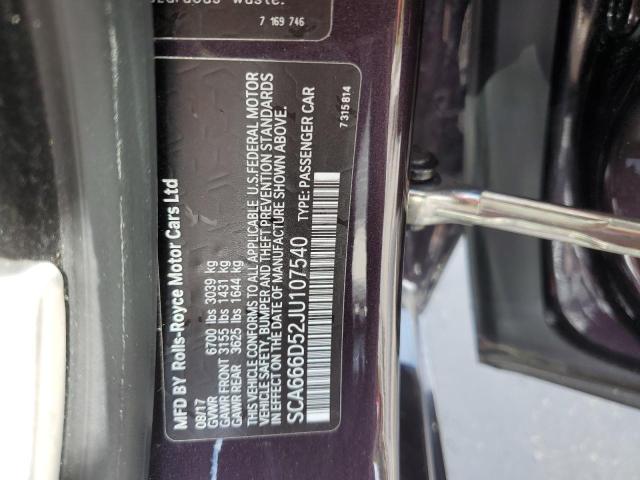 hazardous waste.
7 169 746
MFD BY Rolls-Royce Motor Cars Ltd
08/17
GVWR 6700 lbs 3039 kg
GAWR FRONT 3155 lbs 1431 kg
GAWR REAR 3625 lbs 1644 kg
THIS VEHICLE CONFORMS TO ALL APPLICABLE U.S. FEDERAL MOTOR
VEHICLE SAFETY, BUMPER AND THEFT PREVENTION STANDARDS
IN EFFECT ON THE DATE OF MANUFACTURE SHOWN ABOVE.
SCA666D52JU107540 TYPE: PASSENGER CAR
7 315 814